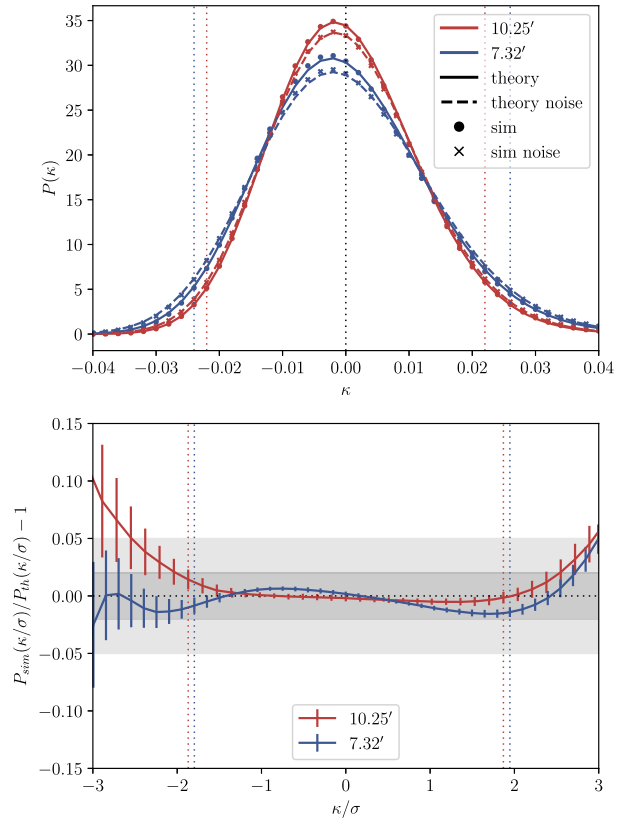 35
30
25
20
15
10
5
0
P(κ)
10.25′
7.32′
theory
theory noise
sim
sim noise
−0.04 −0.03 −0.02 −0.01 0.00 0.01 0.02 0.03 0.04
κ
0.15
0.10
0.05
0.00
−0.05
−0.10
−0.15
P_sim(κ/σ)/P_th(κ/σ) − 1
10.25′
7.32′
−3 −2 −1 0 1 2 3
κ/σ